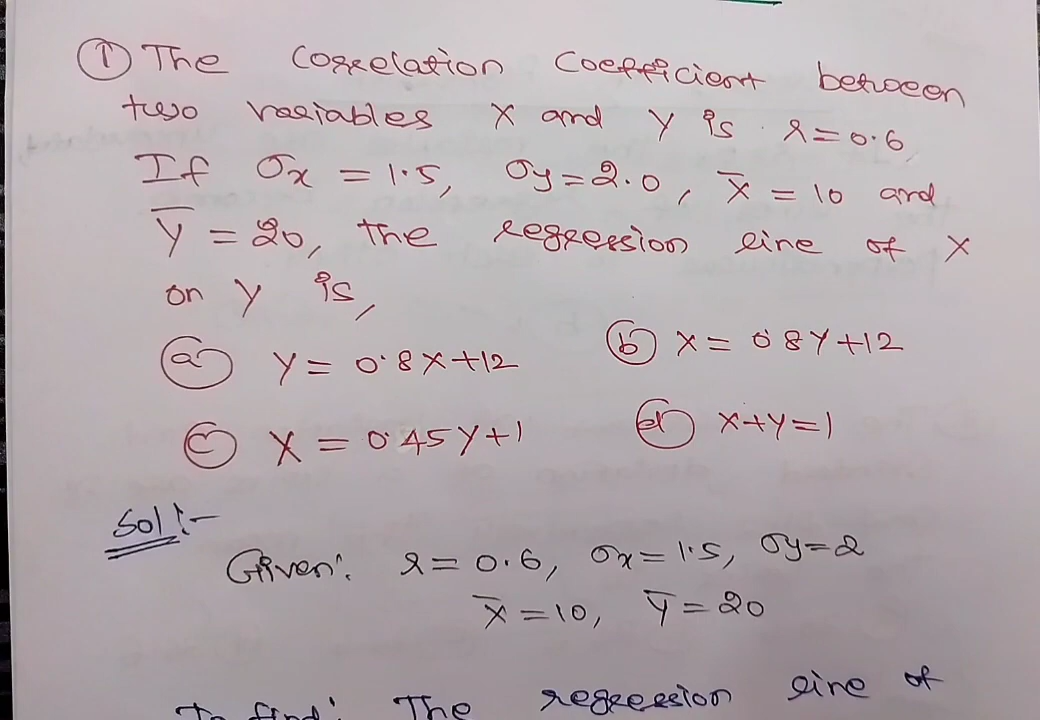 ① The Correlation Coefficient between
two variables X and Y is r=0.6
If σx = 1.5, σy=2.0, X̄ = 10 and
Ȳ = 20, the regression line of X
on Y is,
ⓐ Y = 0.8X+12 ⓑ X = 0.8Y+12
ⓒ X = 0.45Y+1 ⓓ X+Y=1
Sol:-
Given: r=0.6, σx=1.5, σy=2
X̄=10, Ȳ=20
To find: The regression line of